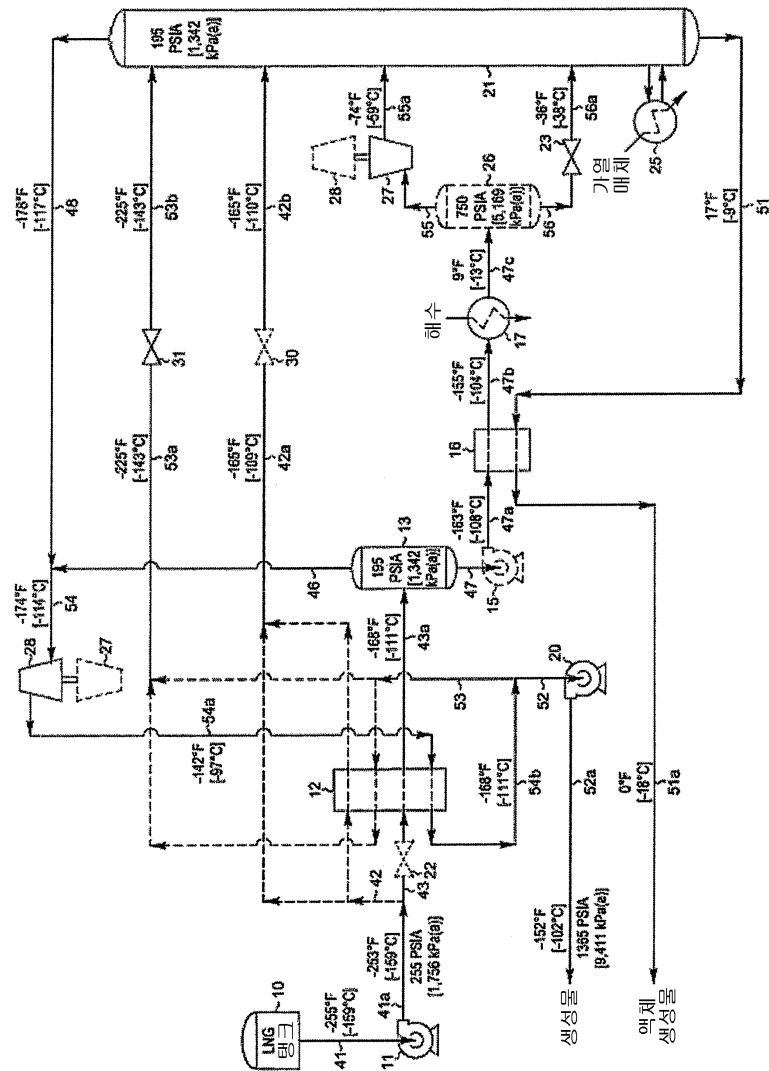 -178°F
[-117°C]
48
-174°F
[-114°C]
54
28
27
-225°F
[-143°C]
53b
-225°F
[-143°C]
53a
31
195
PSIA
[1,342
kPa(a)]
-142°F
[-97°C]
54a
-165°F
[-110°C]
42b
-165°F
[-109°C]
42a
30
LNG
탱크
10
12
46
28
27
55
-74°F
[-59°C]
55a
21
-255°F
[-159°C]
41
11
41a
-253°F
[-159°C]
255 PSIA
[1,756 kPa(a)]
42
43
22
-168°F
[-111°C]
43a
195
PSIA
[1,342
kPa(a)]
13
47
15
-163°F
[-108°C]
47a
16
-155°F
[-104°C]
47b
해수
17
9°F
[-13°C]
47c
750
PSIA
[5,169
kPa(a)]
26
56
23
-36°F
[-38°C]
56a
가열
매체
25
-168°F
[-111°C]
54b
53
52
20
생성물
-152°F
[-102°C]
1365 PSIA
[9,411 kPa(a)]
52a
액체
생성물
0°F
[-18°C]
51a
17°F
[-9°C]
51